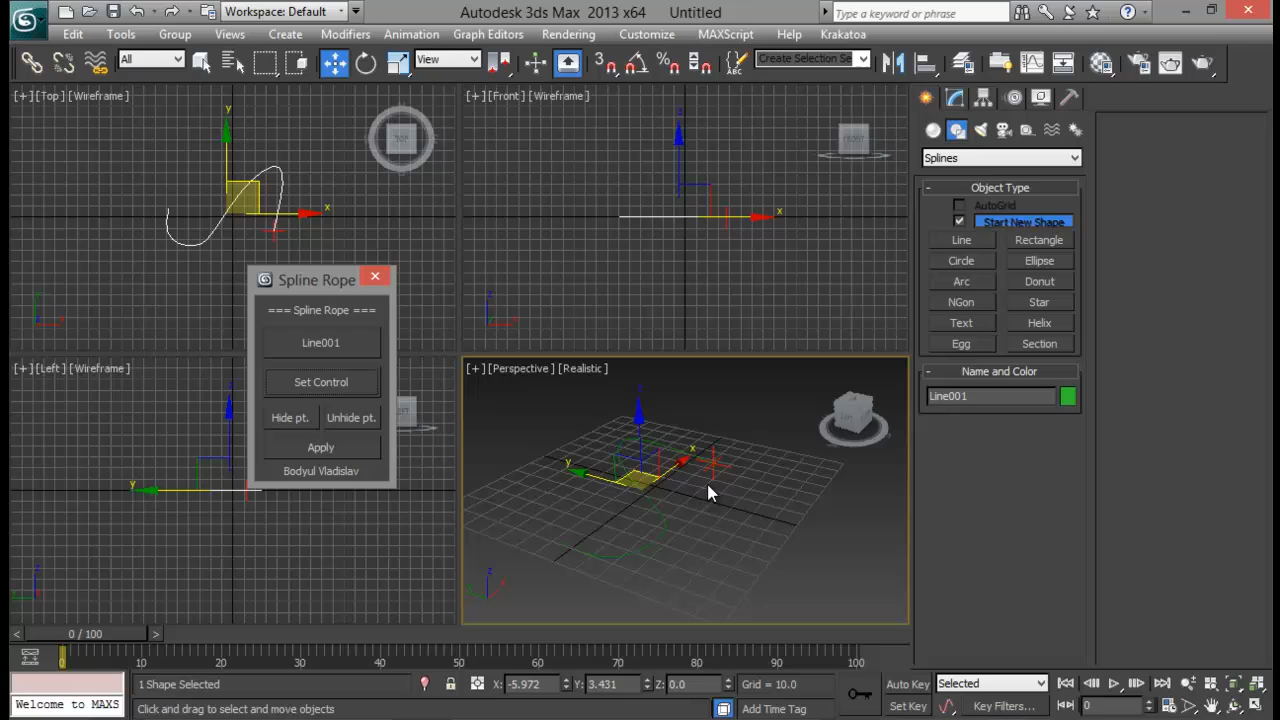 Workspace: Default
Autodesk 3ds Max 2013 x64
Untitled
Type a keyword or phrase
Edit
Tools
Group
Views
Create
Modifiers
Animation
Graph Editors
Rendering
Customize
MAXScript
Help
Krakatoa
All
View
3
Create Selection Se
[+][Top][Wireframe]
[+][Front][Wireframe]
y
x
TOP
z
x
FRONT
Splines
- Object Type
AutoGrid
Start New Shape
Line
Rectangle
Circle
Ellipse
Arc
Donut
NGon
Star
Text
Helix
Egg
Section
- Name and Color
Line001
Spline Rope
=== Spline Rope ===
Line001
Set Control
Hide pt.
Unhide pt.
Apply
Bodyul Vladislav
[+][Left][Wireframe]
y
[+][Perspective][Realistic]
z
x
y
<
0 / 100
>
0
10
20
30
40
50
60
70
80
90
100
1 Shape Selected
X: -5.972
Y: 3.431
Z: 0.0
Grid = 10.0
Auto Key
Selected
Welcome to MAXS
Click and drag to select and move objects
Add Time Tag
Set Key
Key Filters...
0